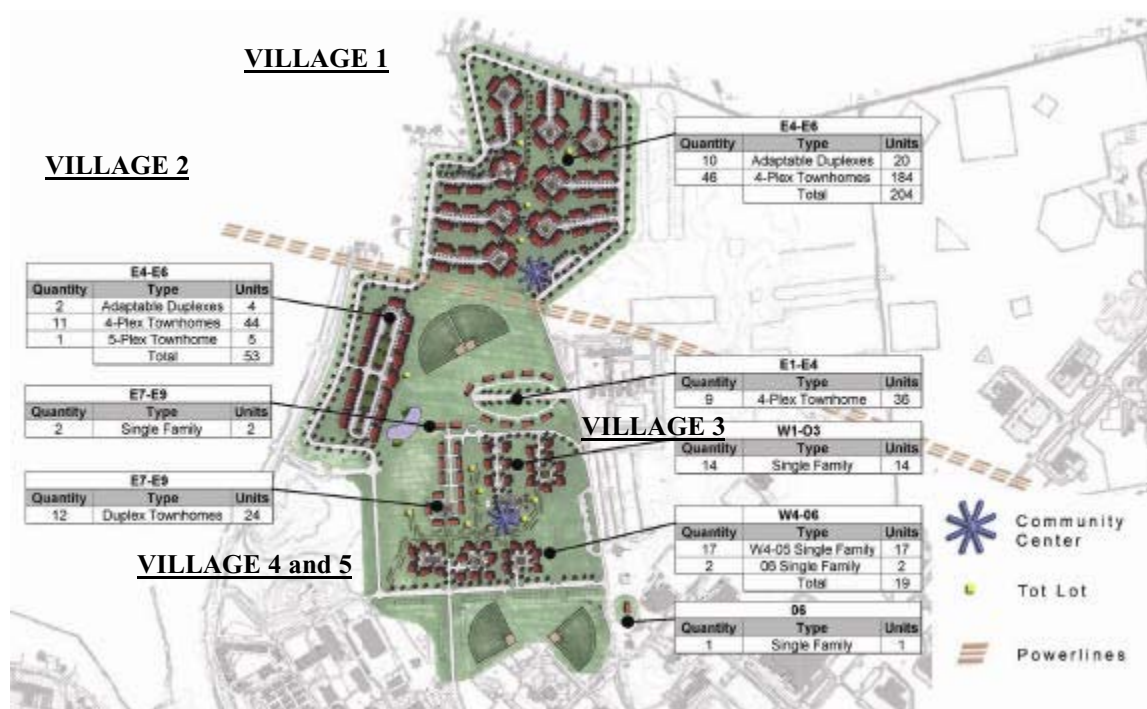 VILLAGE 1
VILLAGE 2
E4-E6
Quantity Type Units
10 Adaptable Duplexes 20
46 4-Plex Townhomes 184
Total 204
E4-E6
Quantity Type Units
2 Adaptable Duplexes 4
11 4-Plex Townhomes 44
1 5-Plex Townhome 5
Total 53
E7-E9
Quantity Type Units
2 Single Family 2
E7-E9
Quantity Type Units
12 Duplex Townhomes 24
VILLAGE 4 and 5
E1-E4
Quantity Type Units
9 4-Plex Townhome 36
VILLAGE 3
W1-O3
Quantity Type Units
14 Single Family 14
W4-06
Quantity Type Units
17 W4-05 Single Family 17
2 06 Single Family 2
Total 19
06
Quantity Type Units
1 Single Family 1
Community
Center
Tot Lot
Powerlines